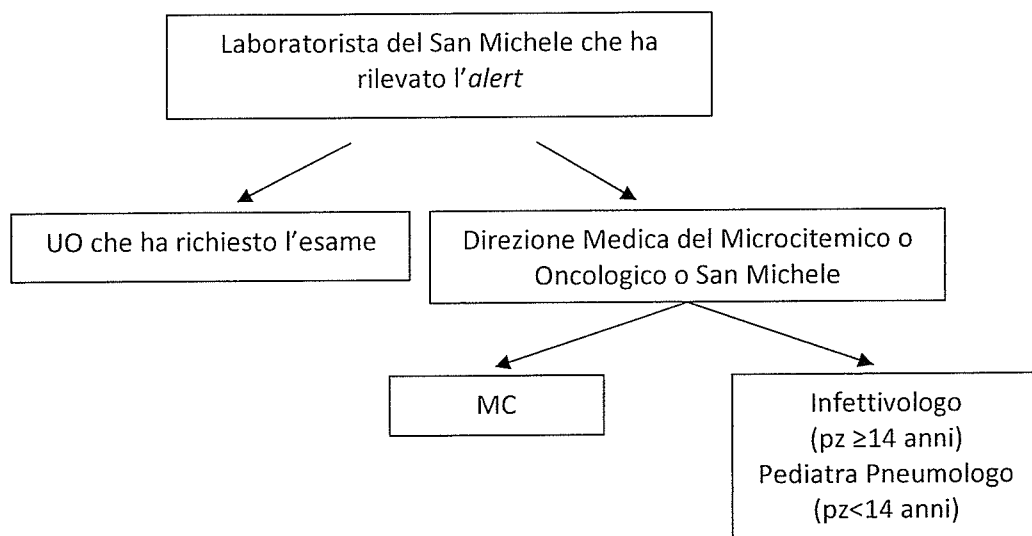 Laboratorista del San Michele che ha
rilevato l'alert
UO che ha richiesto l'esame
Direzione Medica del Microcitemico o
Oncologico o San Michele
MC
Infettivologo
(pz ≥14 anni)
Pediatra Pneumologo
(pz<14 anni)